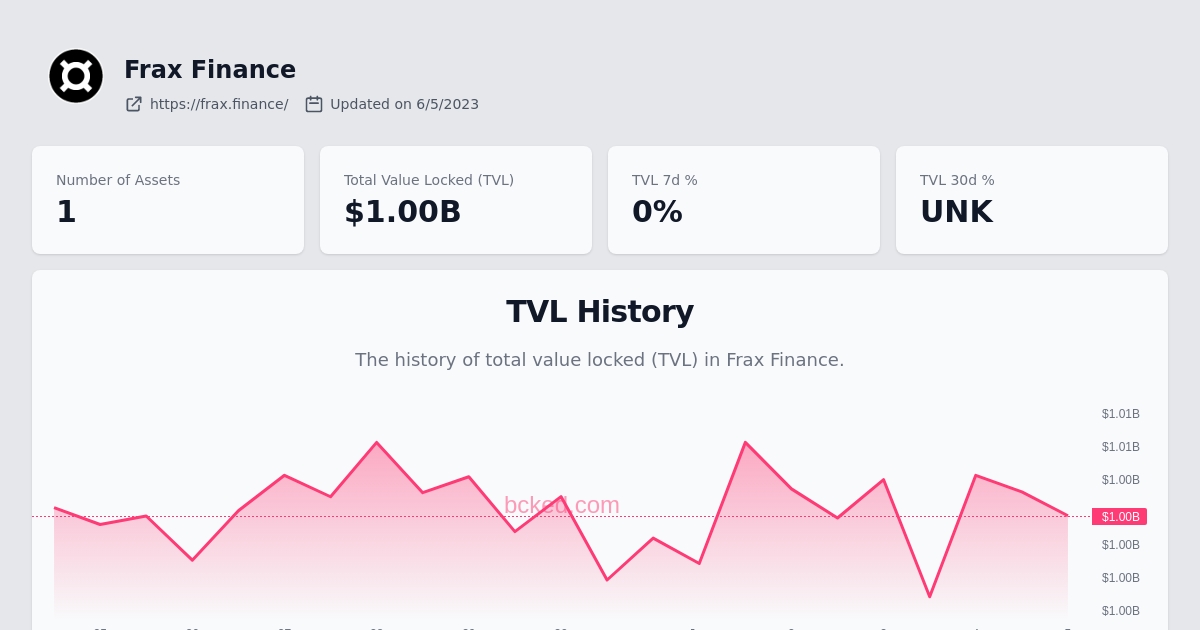 Frax Finance
https://frax.finance/ Updated on 6/5/2023
Number of Assets
1
Total Value Locked (TVL)
$1.00B
TVL 7d %
0%
TVL 30d %
UNK
TVL History
The history of total value locked (TVL) in Frax Finance.
$1.01B
$1.01B
$1.00B
bcked.com
$1.00B
$1.00B
$1.00B
$1.00B